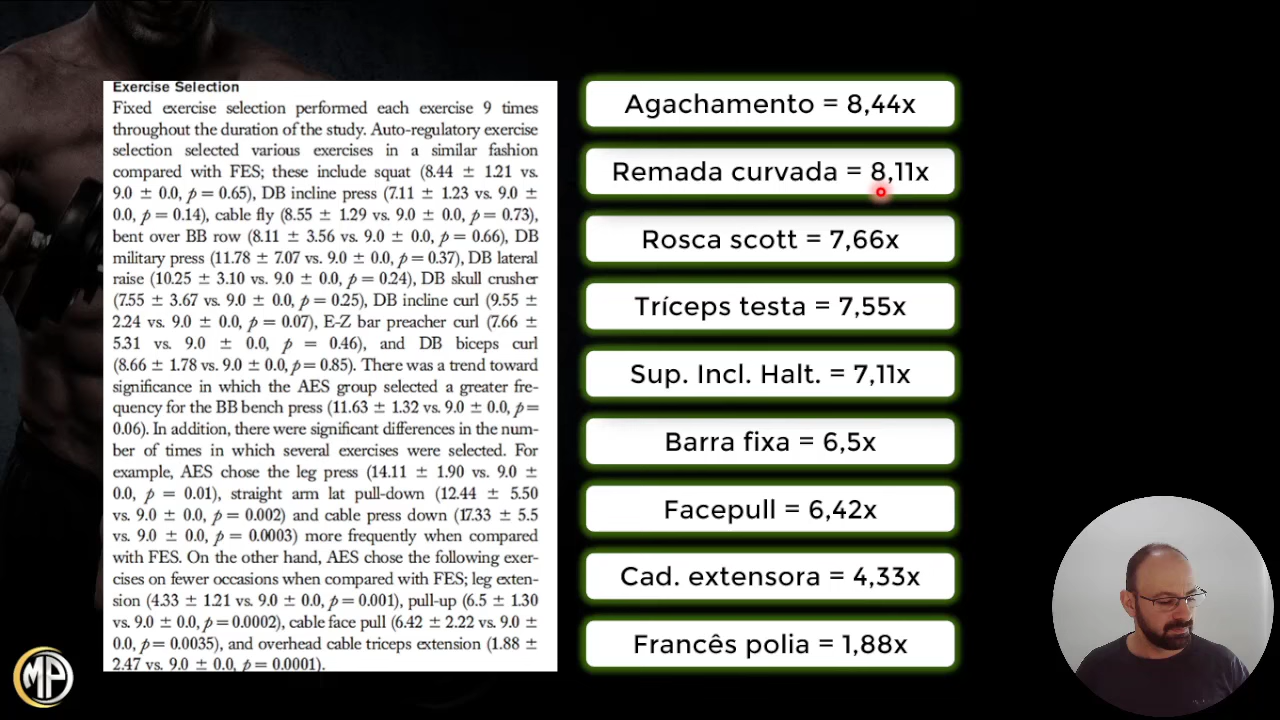 Exercise Selection
Fixed exercise selection performed each exercise 9 times
throughout the duration of the study. Auto-regulatory exercise
selection selected various exercises in a similar fashion
compared with FES; these include squat (8.44 ± 1.21 vs.
9.0 ± 0.0, p = 0.65), DB incline press (7.11 ± 1.23 vs. 9.0 ±
0.0, p = 0.14), cable fly (8.55 ± 1.29 vs. 9.0 ± 0.0, p = 0.73),
bent over BB row (8.11 ± 3.56 vs. 9.0 ± 0.0, p = 0.66), DB
military press (11.78 ± 7.07 vs. 9.0 ± 0.0, p = 0.37), DB lateral
raise (10.25 ± 3.10 vs. 9.0 ± 0.0, p = 0.24), DB skull crusher
(7.55 ± 3.67 vs. 9.0 ± 0.0, p = 0.25), DB incline curl (9.55 ±
2.24 vs. 9.0 ± 0.0, p = 0.07), E-Z bar preacher curl (7.66 ±
5.31 vs. 9.0 ± 0.0, p = 0.46), and DB biceps curl
(8.66 ± 1.78 vs. 9.0 ± 0.0, p = 0.85). There was a trend toward
significance in which the AES group selected a greater fre-
quency for the BB bench press (11.63 ± 1.32 vs. 9.0 ± 0.0, p =
0.06). In addition, there were significant differences in the num-
ber of times in which several exercises were selected. For
example, AES chose the leg press (14.11 ± 1.90 vs. 9.0 ±
0.0, p = 0.01), straight arm lat pull-down (12.44 ± 5.50
vs. 9.0 ± 0.0, p = 0.002) and cable press down (17.33 ± 5.5
vs. 9.0 ± 0.0, p = 0.0003) more frequently when compared
with FES. On the other hand, AES chose the following exer-
cises on fewer occasions when compared with FES; leg exten-
sion (4.33 ± 1.21 vs. 9.0 ± 0.0, p = 0.001), pull-up (6.5 ± 1.30
vs. 9.0 ± 0.0, p = 0.0002), cable face pull (6.42 ± 2.22 vs. 9.0 ±
0.0, p = 0.0035), and overhead cable triceps extension (1.88 ±
2.47 vs. 9.0 ± 0.0, p = 0.0001).
Agachamento = 8,44x
Remada curvada = 8,11x
Rosca scott = 7,66x
Tríceps testa = 7,55x
Sup. Incl. Halt. = 7,11x
Barra fixa = 6,5x
Facepull = 6,42x
Cad. extensora = 4,33x
Francês polia = 1,88x
MP